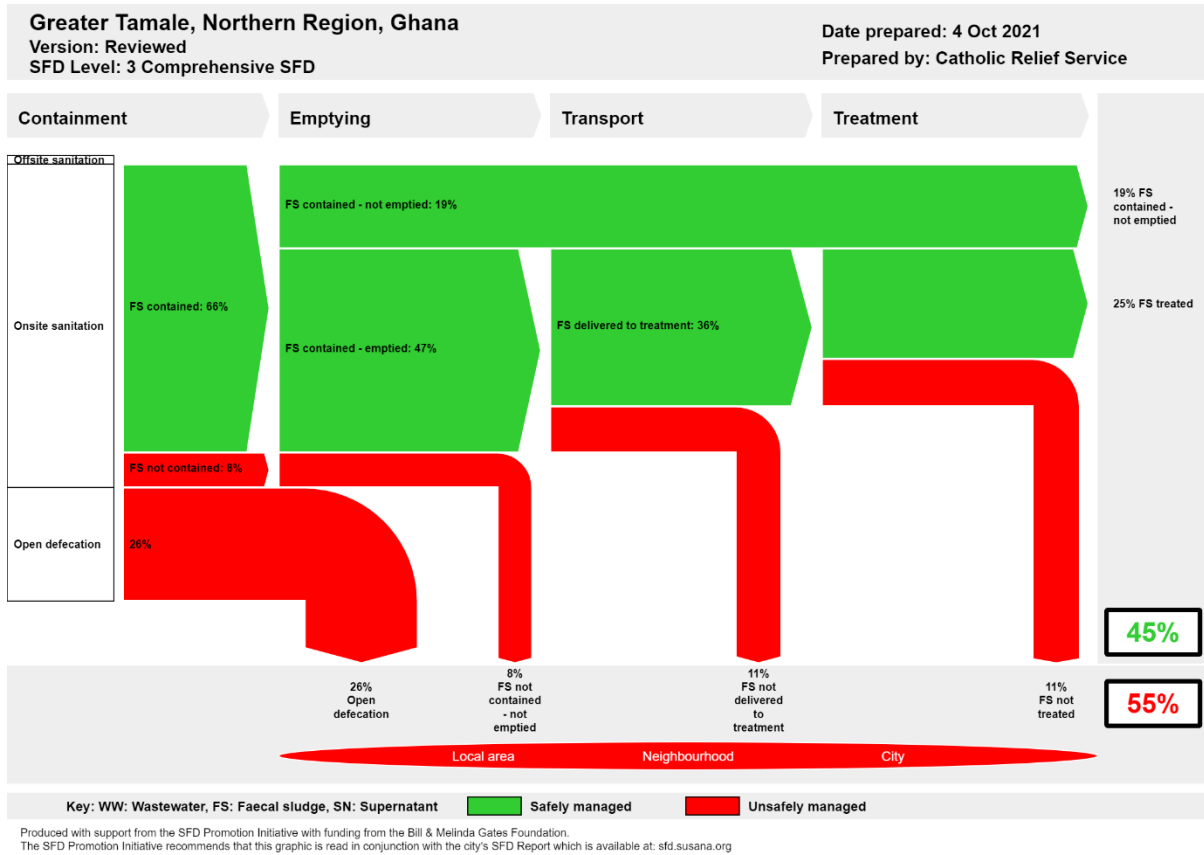 Greater Tamale, Northern Region, Ghana
Version: Reviewed
SFD Level: 3 Comprehensive SFD
Date prepared: 4 Oct 2021
Prepared by: Catholic Relief Service
Containment
Emptying
Transport
Treatment
Offsite sanitation
Onsite sanitation
Open defecation
FS contained: 66%
FS not contained: 8%
26%
FS contained - not emptied: 19%
FS contained - emptied: 47%
FS delivered to treatment: 36%
19% FS
contained -
not emptied
25% FS treated
45%
26%
Open
defecation
8%
FS not
contained
- not
emptied
11%
FS not
delivered
to
treatment
11%
FS not
treated
55%
Local area
Neighbourhood
City
Key: WW: Wastewater, FS: Faecal sludge, SN: Supernatant
Safely managed
Unsafely managed
Produced with support from the SFD Promotion Initiative with funding from the Bill & Melinda Gates Foundation.
The SFD Promotion Initiative recommends that this graphic is read in conjunction with the city's SFD Report which is available at: sfd.susana.org